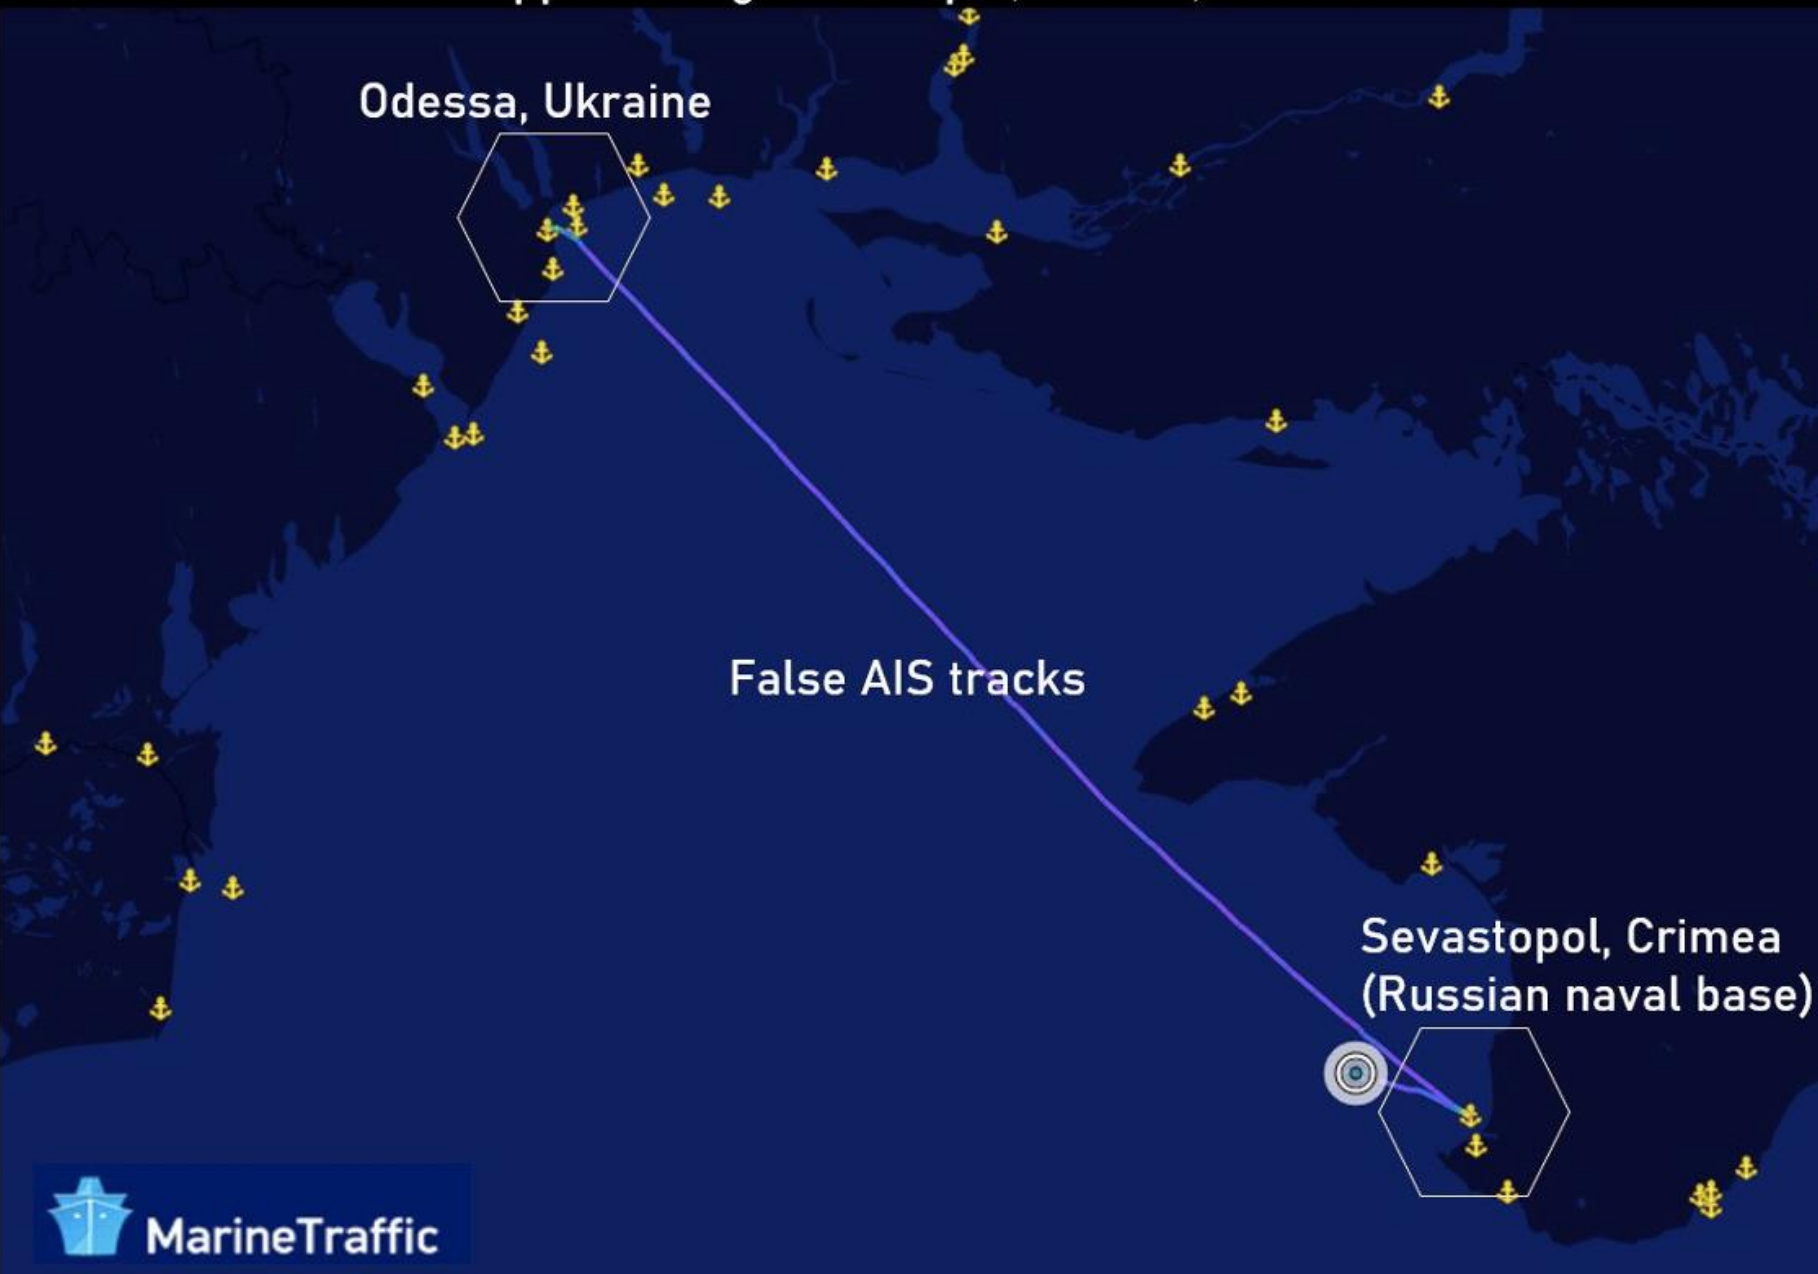 Odessa, Ukraine
False AIS tracks
Sevastopol, Crimea
(Russian naval base)
MarineTraffic